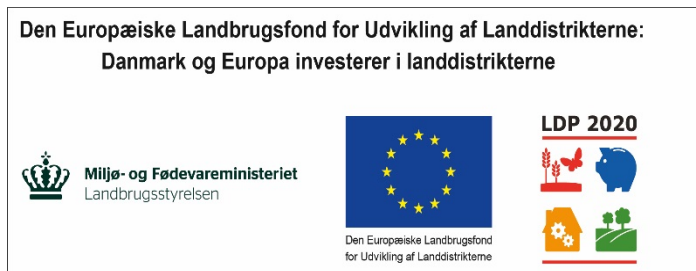 Den Europæiske Landbrugsfond for Udvikling af Landdistrikterne:
Danmark og Europa investerer i landdistrikterne
LDP 2020
Miljø- og Fødevareministeriet
Landbrugsstyrelsen
Den Europæiske Landbrugsfond
for Udvikling af Landdistrikterne